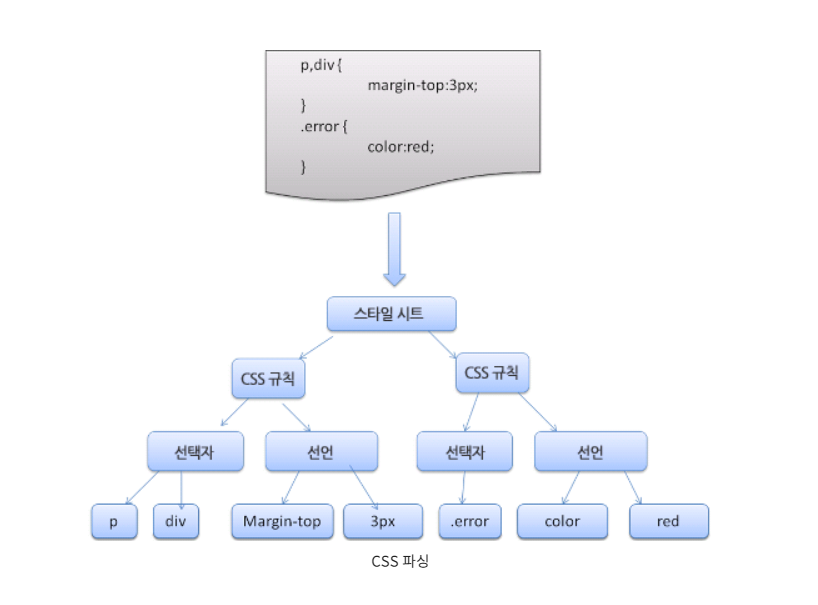 p,div {
margin-top:3px;
}
.error {
color:red;
}
스타일 시트
CSS 규칙
CSS 규칙
선택자
선언
선택자
선언
p
div
Margin-top
3px
.error
color
red
CSS 파싱